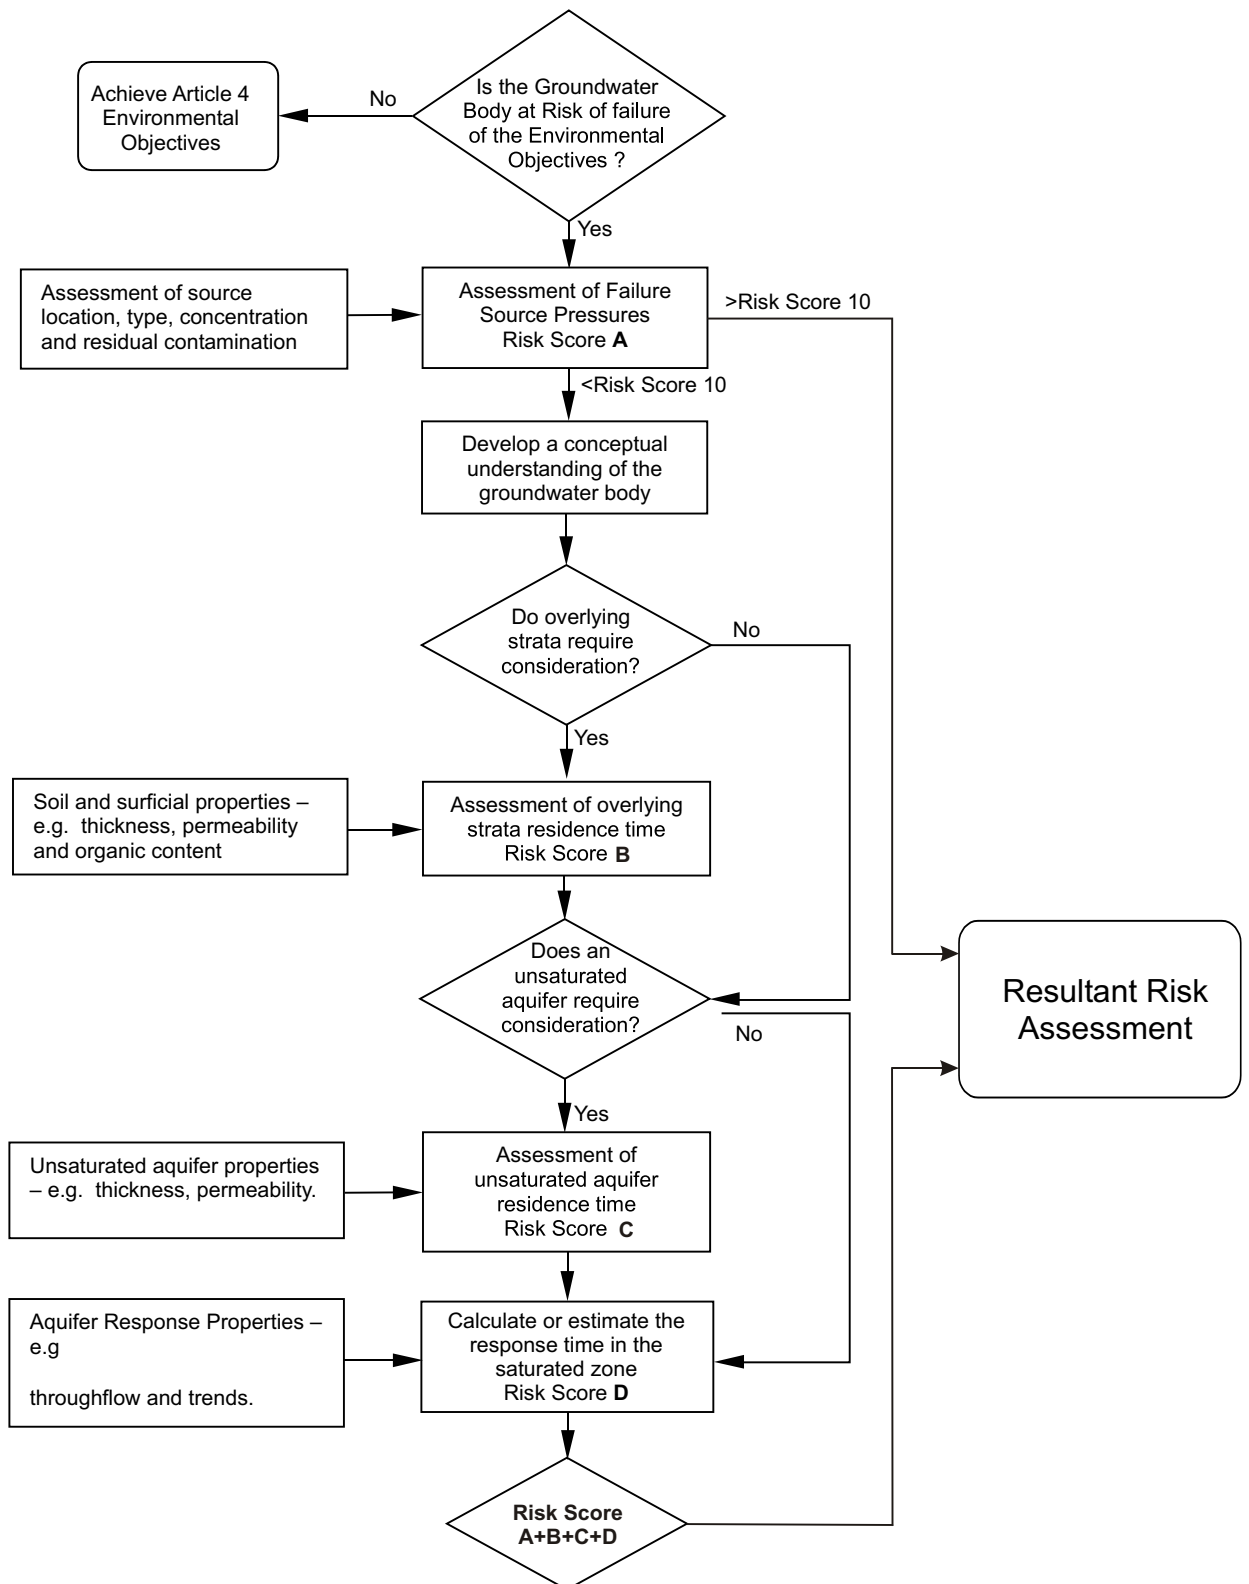 Is the Groundwater
Body at Risk of failure
of the Environmental
Objectives ?
No
Achieve Article 4
Environmental
Objectives
Yes
Assessment of source
location, type, concentration
and residual contamination
Assessment of Failure
Source Pressures
Risk Score A
>Risk Score 10
<Risk Score 10
Develop a conceptual
understanding of the
groundwater body
Do overlying
strata require
consideration?
No
Yes
Soil and surficial properties –
e.g. thickness, permeability
and organic content
Assessment of overlying
strata residence time
Risk Score B
Does an
unsaturated
aquifer require
consideration?
No
Yes
Resultant Risk
Assessment
Unsaturated aquifer properties
– e.g. thickness, permeability.
Assessment of
unsaturated aquifer
residence time
Risk Score C
Aquifer Response Properties –
e.g
throughflow and trends.
Calculate or estimate the
response time in the
saturated zone
Risk Score D
Risk Score
A+B+C+D